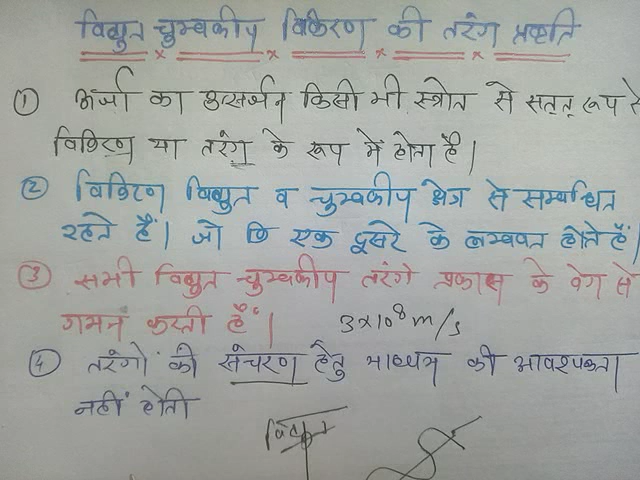 विद्युत चुम्बकीय विकिरण की तरंग प्रकृति
① ऊर्जा का उत्सर्जन किसी भी स्त्रोत से सतत् रूप से
विकिरण या तरंग के रूप में होता है।
② विकिरण विद्युत व चुम्बकीय क्षेत्र से सम्बन्धित
रहते हैं। जो कि एक दूसरे के लम्बवत होते हैं|
③ सभी विद्युत चुम्बकीय तरंगे प्रकास के वेग से
गमन करती हैं। 3×10⁸ m/s
④ तरंगों की संचरण हेतु माध्यम की आवश्यकता
नहीं होती